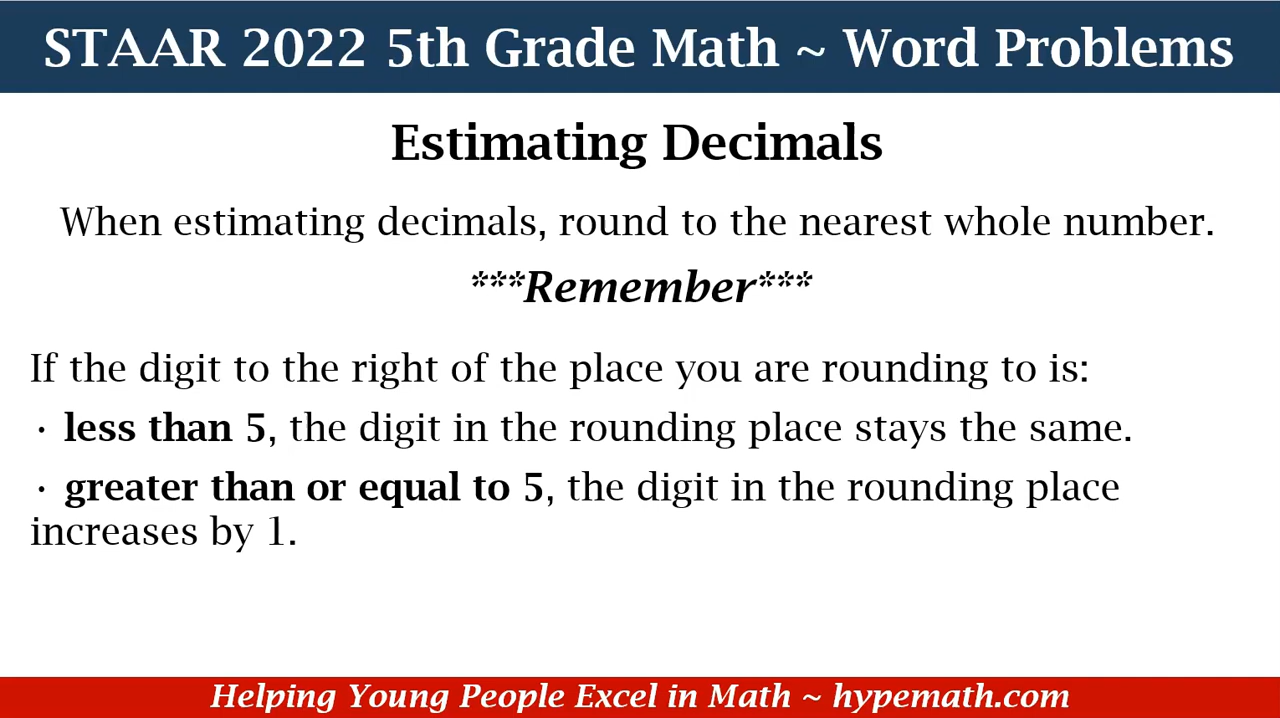 STAAR 2022 5th Grade Math ~ Word Problems
Estimating Decimals
When estimating decimals, round to the nearest whole number.
***Remember***
If the digit to the right of the place you are rounding to is:
· less than 5, the digit in the rounding place stays the same.
· greater than or equal to 5, the digit in the rounding place
increases by 1.
Helping Young People Excel in Math ~ hypemath.com